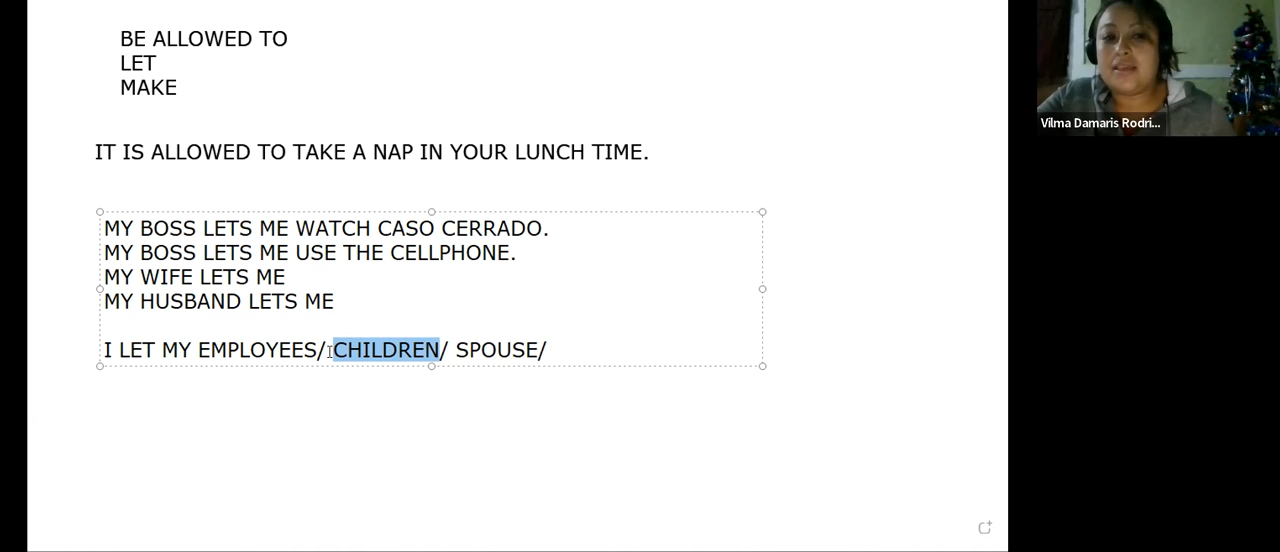 BE ALLOWED TO
LET
MAKE
IT IS ALLOWED TO TAKE A NAP IN YOUR LUNCH TIME.
MY BOSS LETS ME WATCH CASO CERRADO.
MY BOSS LETS ME USE THE CELLPHONE.
MY WIFE LETS ME
MY HUSBAND LETS ME
I LET MY EMPLOYEES/ CHILDREN/ SPOUSE/
Vilma Damaris Rodri...